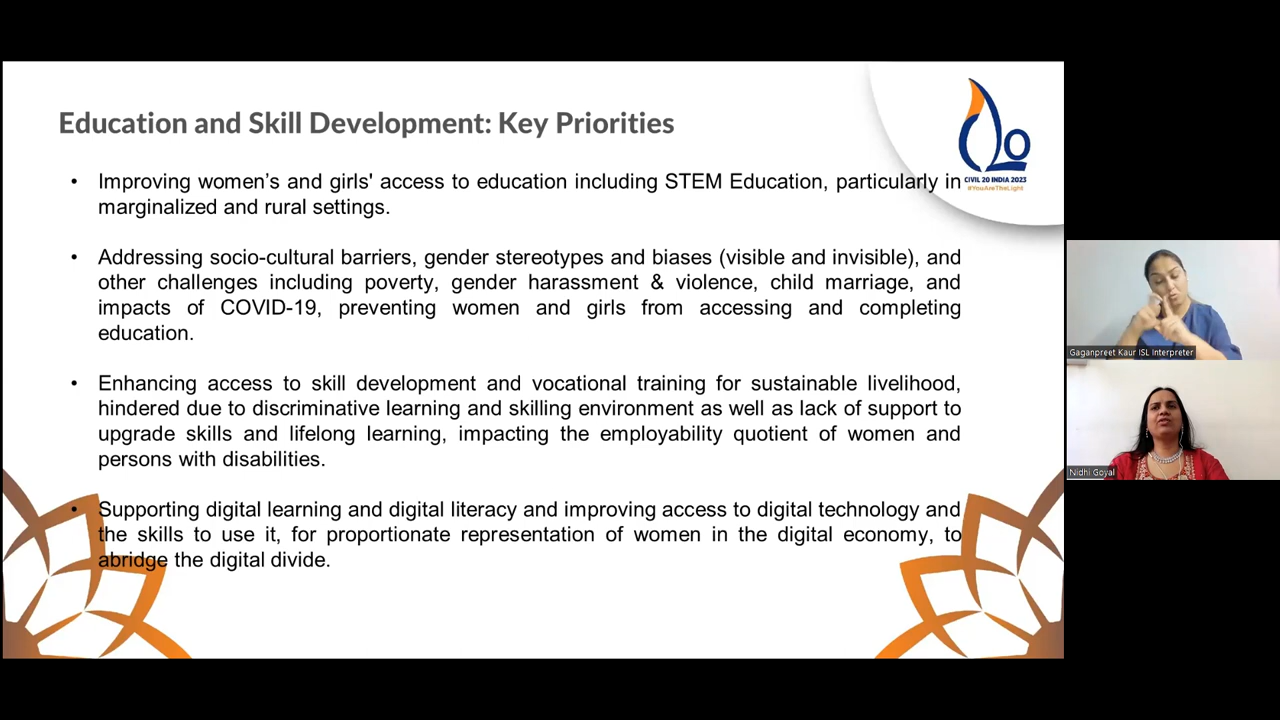 Education and Skill Development: Key Priorities
CIVIL 20 INDIA 2023
#YouAreTheLight
• Improving women’s and girls' access to education including STEM Education, particularly in
marginalized and rural settings.
• Addressing socio-cultural barriers, gender stereotypes and biases (visible and invisible), and
other challenges including poverty, gender harassment & violence, child marriage, and
impacts of COVID-19, preventing women and girls from accessing and completing
education.
• Enhancing access to skill development and vocational training for sustainable livelihood,
hindered due to discriminative learning and skilling environment as well as lack of support to
upgrade skills and lifelong learning, impacting the employability quotient of women and
persons with disabilities.
• Supporting digital learning and digital literacy and improving access to digital technology and
the skills to use it, for proportionate representation of women in the digital economy, to
abridge the digital divide.
Gaganpreet Kaur ISL Interpreter
Nidhi Goyal